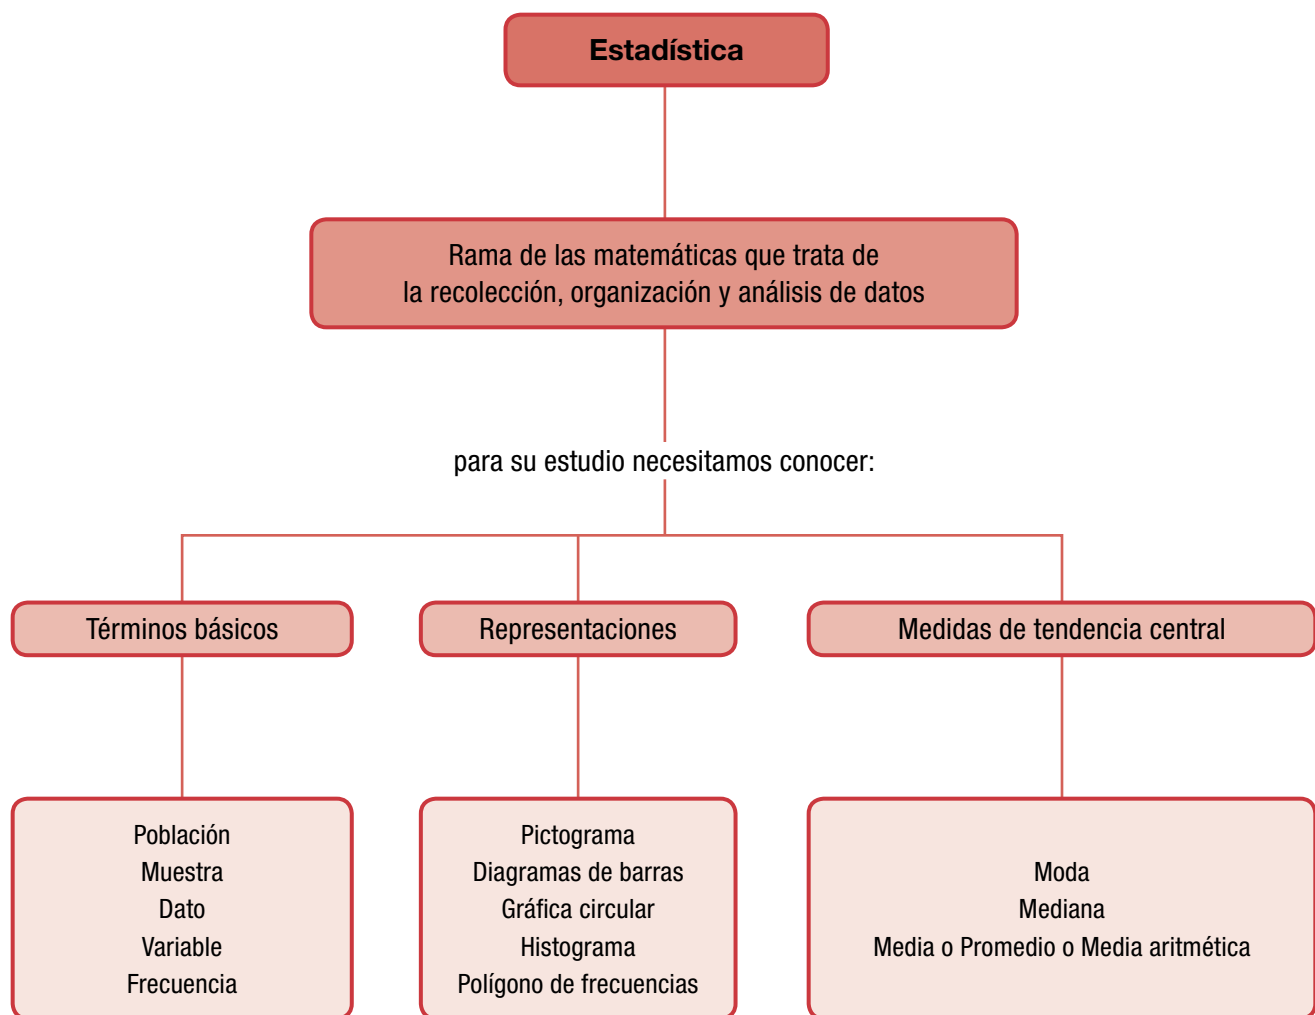 Estadística
Rama de las matemáticas que trata de
la recolección, organización y análisis de datos
para su estudio necesitamos conocer:
Términos básicos
Población
Muestra
Dato
Variable
Frecuencia
Representaciones
Pictograma
Diagramas de barras
Gráfica circular
Histograma
Polígono de frecuencias
Medidas de tendencia central
Moda
Mediana
Media o Promedio o Media aritmética